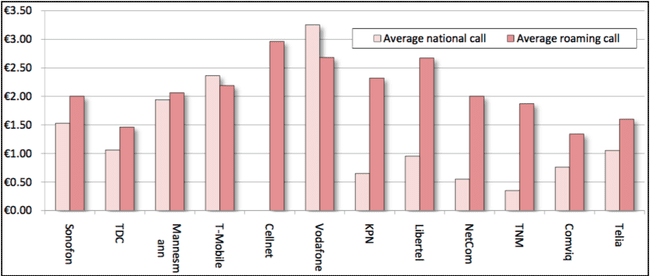 €3.50
€3.00
€2.50
€2.00
€1.50
€1.00
€0.50
€0.00
Average national call
Average roaming call
Sonofon
TDC
Mannesm
ann
T-Mobile
Cellnet
Vodafone
KPN
Libertel
NetCom
TNM
Comviq
Telia